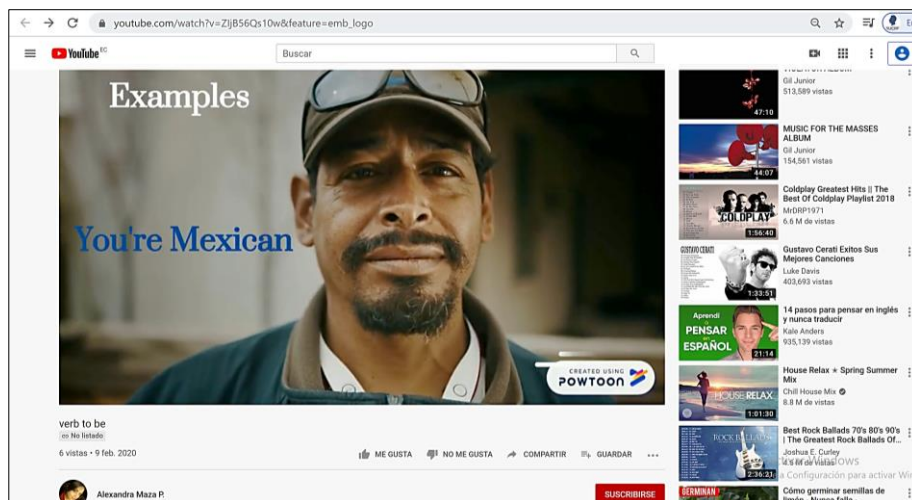 youtube.com/watch?v=ZIjB56Qs10w&feature=emb_logo
YouTube EC
Buscar
Examples
You're Mexican
CREATED USING
POWTOON
verb to be
No listado
6 vistas • 9 feb. 2020
ME GUSTA
NO ME GUSTA
COMPARTIR
GUARDAR
Alexandra Maza P.
SUSCRIBIRSE
Gil Junior
513,589 vistas
47:10
MUSIC FOR THE MASSES
ALBUM
Gil Junior
154,561 vistas
44:07
COLDPLAY
1:56:40
Coldplay Greatest Hits || The
Best Of Coldplay Playlist 2018
MrDRP1971
6.6 M de vistas
GUSTAVO CERATI
1:33:51
Gustavo Cerati Exitos Sus
Mejores Canciones
Luke Davis
403,693 vistas
Aprendí
a
PENSAR
en
ESPAÑOL
21:14
14 pasos para pensar en inglés
y nunca traducir
Kale Anders
935,139 vistas
HOUSE RELAX
1:01:30
House Relax ✶ Spring Summer
Mix
Chill House Mix
8.8 M de vistas
ROCK BALLADS
2:36:21
Best Rock Ballads 70's 80's 90's
| The Greatest Rock Ballads Of...
Joshua E. Curley
4.5 M de vistas
Windows
a Configuración para activar Wi
GERMINAN
Cómo germinar semillas de